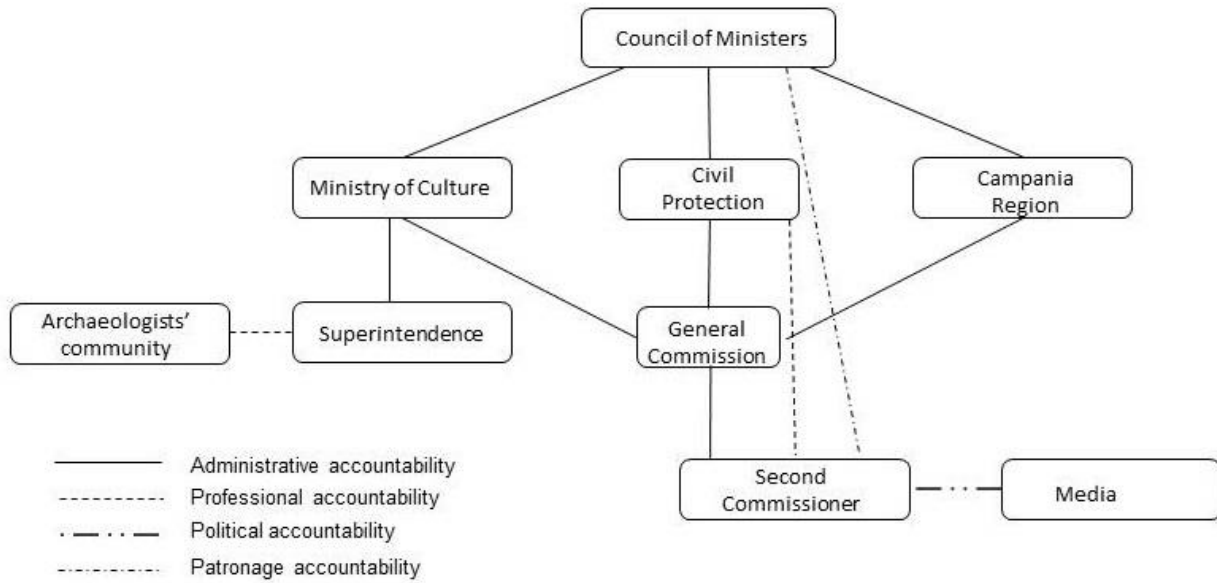 Council of Ministers
Ministry of Culture
Civil
Protection
Campania
Region
Archaeologists'
community
Superintendence
General
Commission
Second
Commissioner
Media
Administrative accountability
Professional accountability
Political accountability
Patronage accountability